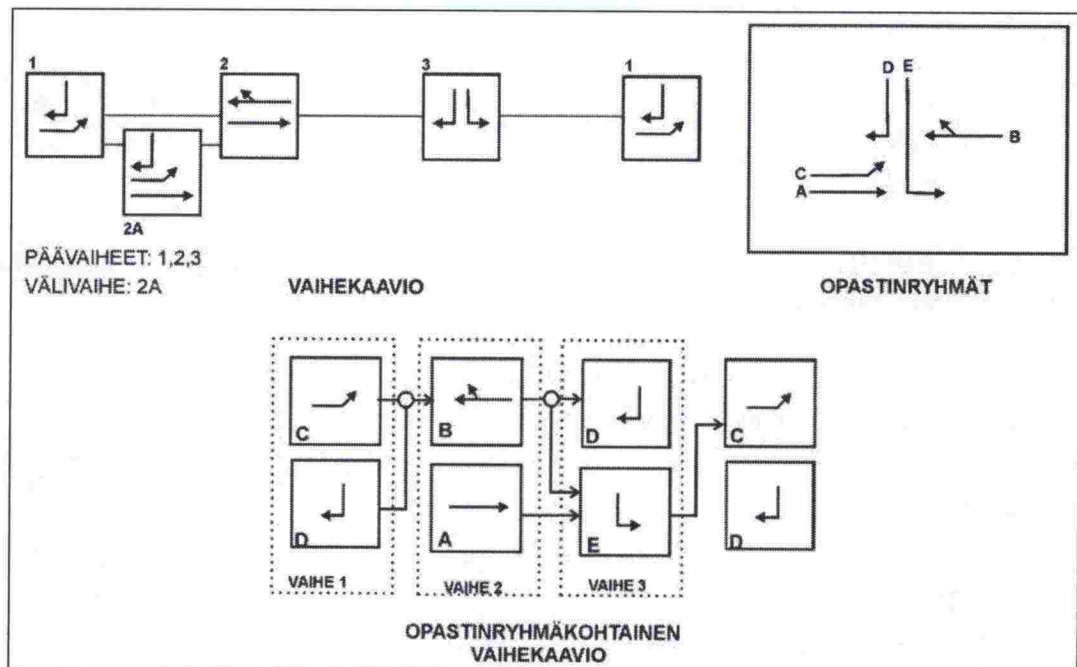 1
2
3
1
2A
PÄÄVAIHEET: 1,2,3
VÄLIVAIHE: 2A
VAIHEKAAVIO
D E
B
C
A
OPASTINRYHMÄT
C
B
D
C
D
A
E
D
VAIHE 1
VAIHE 2
VAIHE 3
OPASTINRYHMÄKOHTAINEN
VAIHEKAAVIO